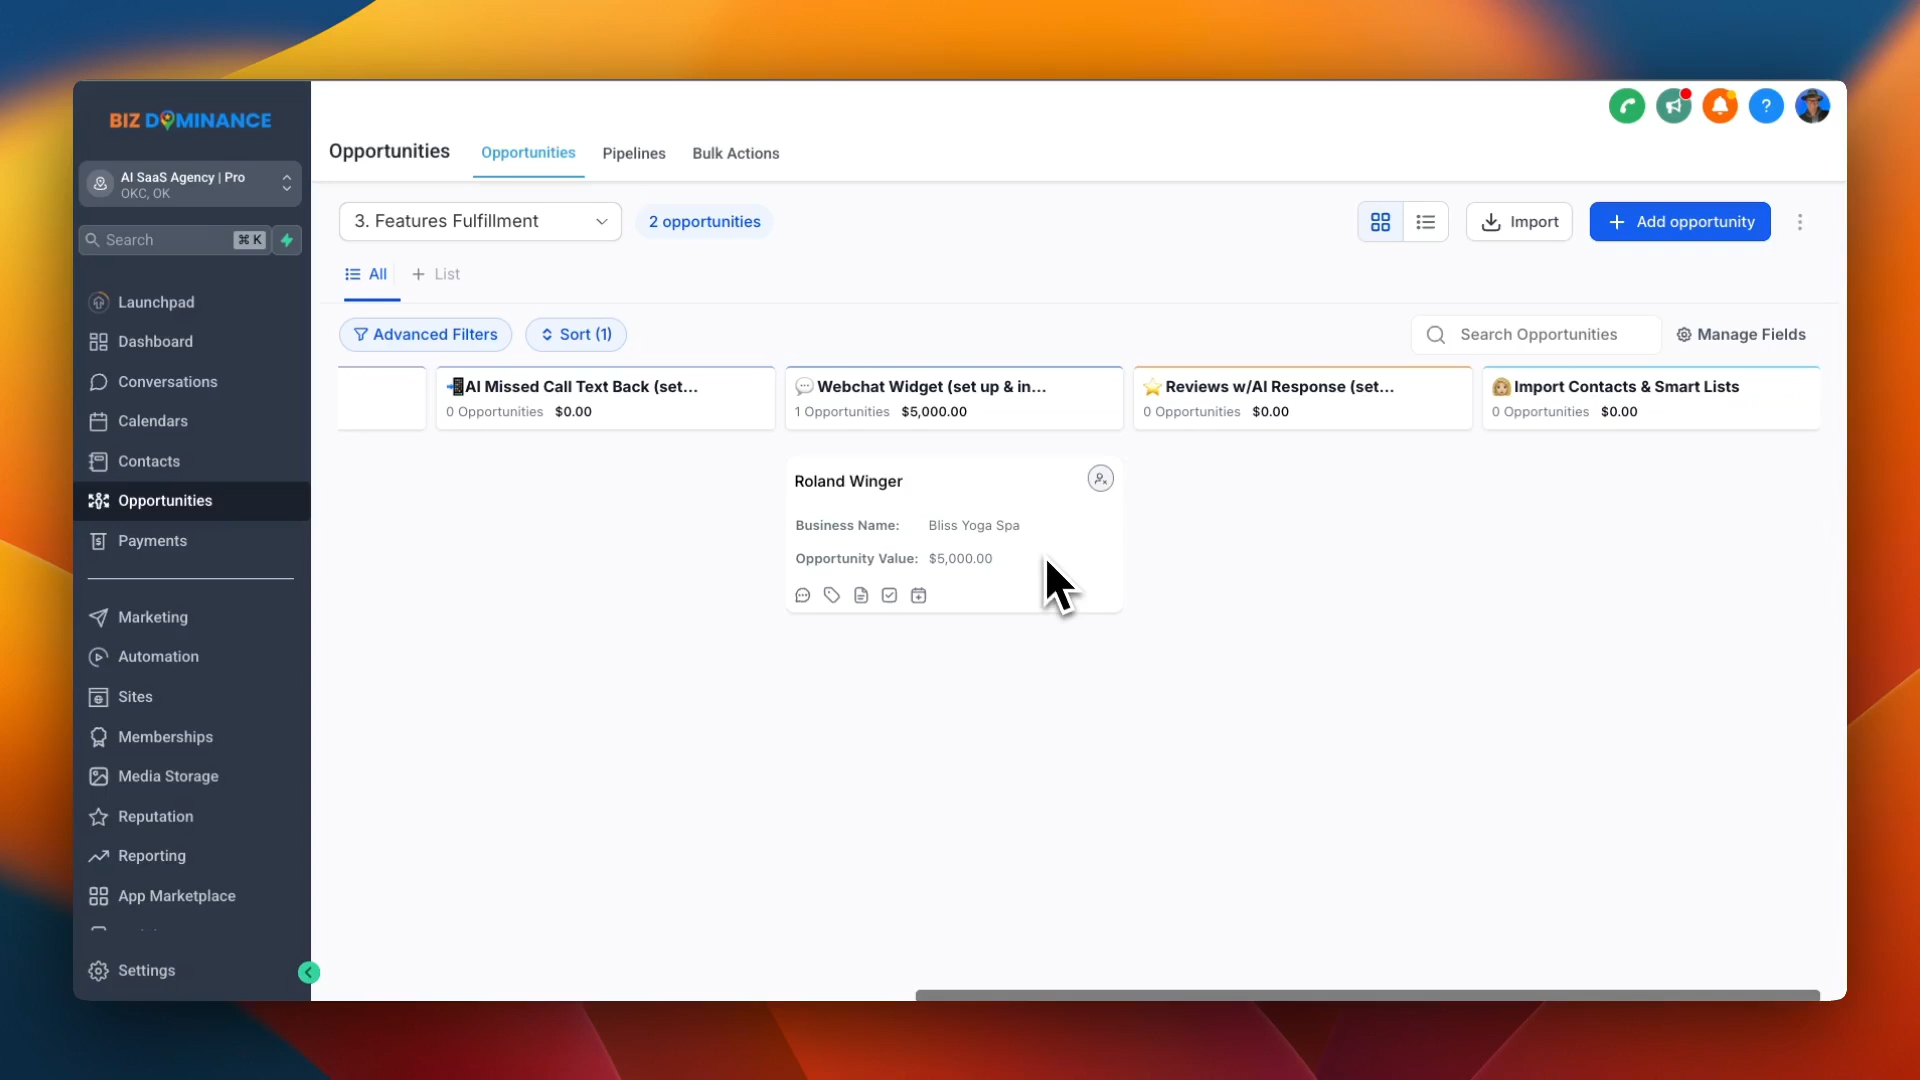 BIZ DOMINANCE
AI SaaS Agency | Pro
OKC, OK
Search ⌘ K
Launchpad
Dashboard
Conversations
Calendars
Contacts
Opportunities
Payments
Marketing
Automation
Sites
Memberships
Media Storage
Reputation
Reporting
App Marketplace
Settings
Opportunities Opportunities Pipelines Bulk Actions
3. Features Fulfillment 2 opportunities Import + Add opportunity
All + List
Advanced Filters Sort (1) Search Opportunities Manage Fields
📲AI Missed Call Text Back (set...
0 Opportunities $0.00
💬Webchat Widget (set up & in...
1 Opportunities $5,000.00
⭐Reviews w/AI Response (set...
0 Opportunities $0.00
👩🏼Import Contacts & Smart Lists
0 Opportunities $0.00
Roland Winger
Business Name: Bliss Yoga Spa
Opportunity Value: $5,000.00